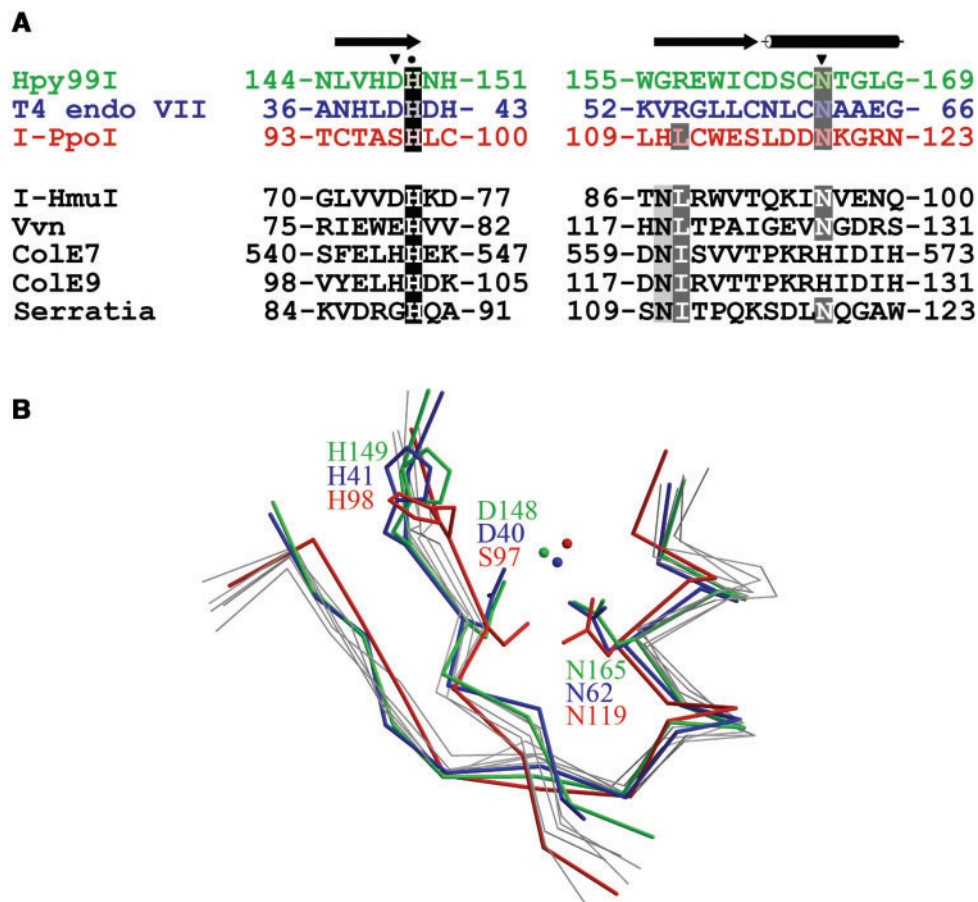 A
Hpy99I 144-NLVHDHNH-151 155-WGREWICDSCNTGLG-169
T4 endo VII 36-ANHLDHDH- 43 52-KVRGLLCNLCNAAEG- 66
I-PpoI 93-TCTASHLC-100 109-LHLCWESLDDNKGRN-123
I-HmuI 70-GLVVDHKD-77 86-TNLRWVTQKINVENQ-100
Vvn 75-RIEWEHVV-82 117-HNLTPAIGEVNGDRS-131
ColE7 540-SFELHHEK-547 559-DNISVVTPKRHIDIH-573
ColE9 98-VYELHHDK-105 117-DNIRVTTPKRHIDIH-131
Serratia 84-KVDRGHQA-91 109-SNITPQKSDLNQGAW-123
B
H149
H41
H98
D148
D40
S97
N165
N62
N119